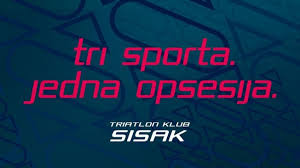 tri sporta.
jedna opsesija.
TRIATLON KLUB
SISAK